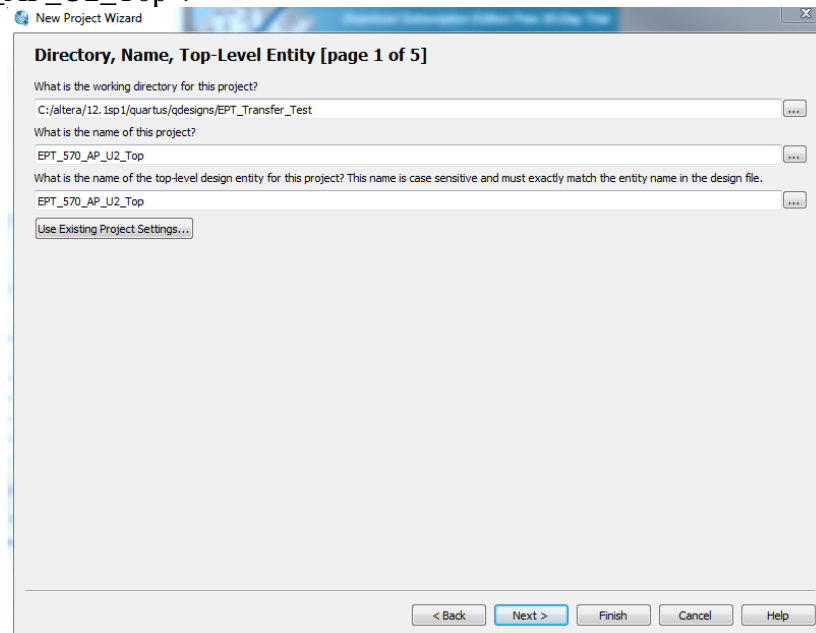 _AP_U2_Top".
New Project Wizard
Directory, Name, Top-Level Entity [page 1 of 5]
What is the working directory for this project?
C:/altera/12.1sp1/quartus/qdesigns/EPT_Transfer_Test
...
What is the name of this project?
EPT_570_AP_U2_Top
...
What is the name of the top-level design entity for this project? This name is case sensitive and must exactly match the entity name in the design file.
EPT_570_AP_U2_Top
...
Use Existing Project Settings...
< Back Next > Finish Cancel Help